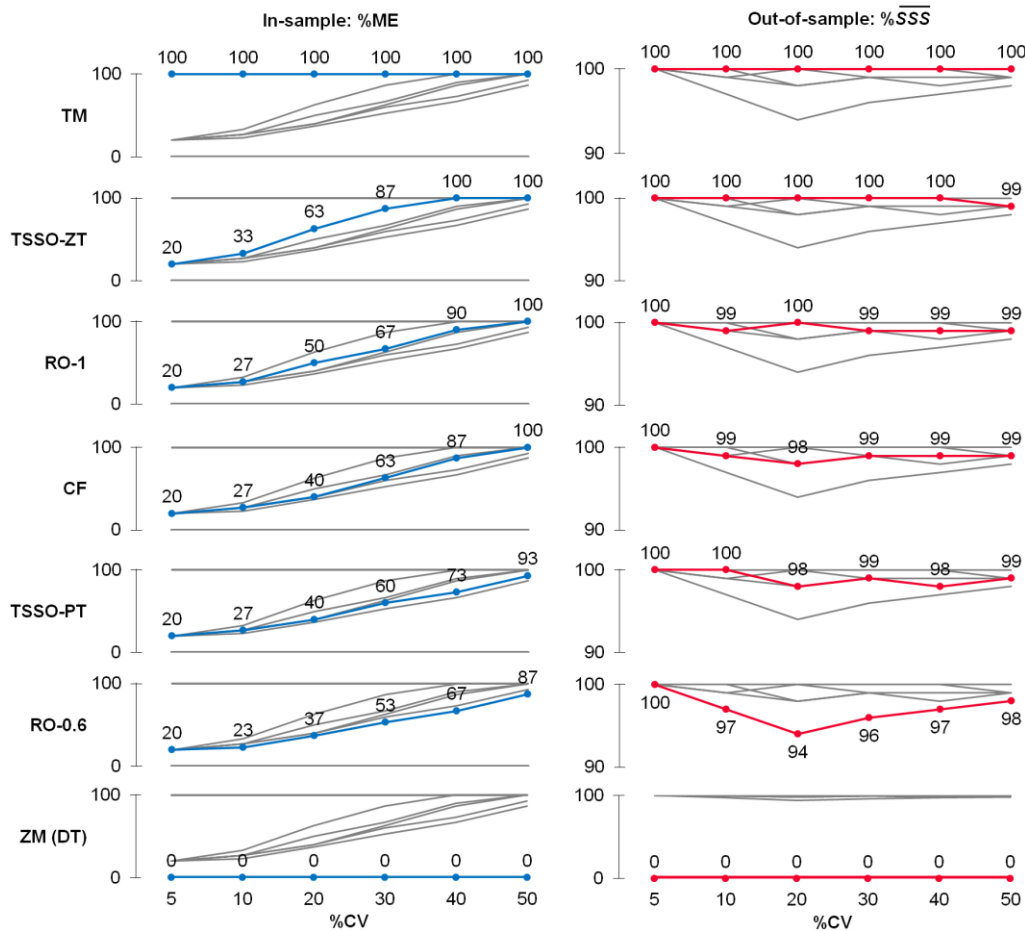 In-sample: %ME
Out-of-sample: %SSS
100 100 100 100 100 100
100 100 100 100 100 100
100
TM
0
100
90
20 33 63 87 100 100
100 100 100 100 100 99
100
TSSO-ZT
0
100
90
20 27 50 67 90 100
100 99 100 99 99 99
100
RO-1
0
100
90
20 27 40 63 87 100
100 99 98 99 99 99
100
CF
0
100
90
20 27 40 60 73 93
100 100 98 99 98 99
100
TSSO-PT
0
100
90
20 23 37 53 67 87
100 97 94 96 97 98
100
RO-0.6
0
100
90
100
ZM (DT)
0
0 0 0 0 0 0
100
0
0 0 0 0 0 0
5 10 20 30 40 50
%CV
5 10 20 30 40 50
%CV